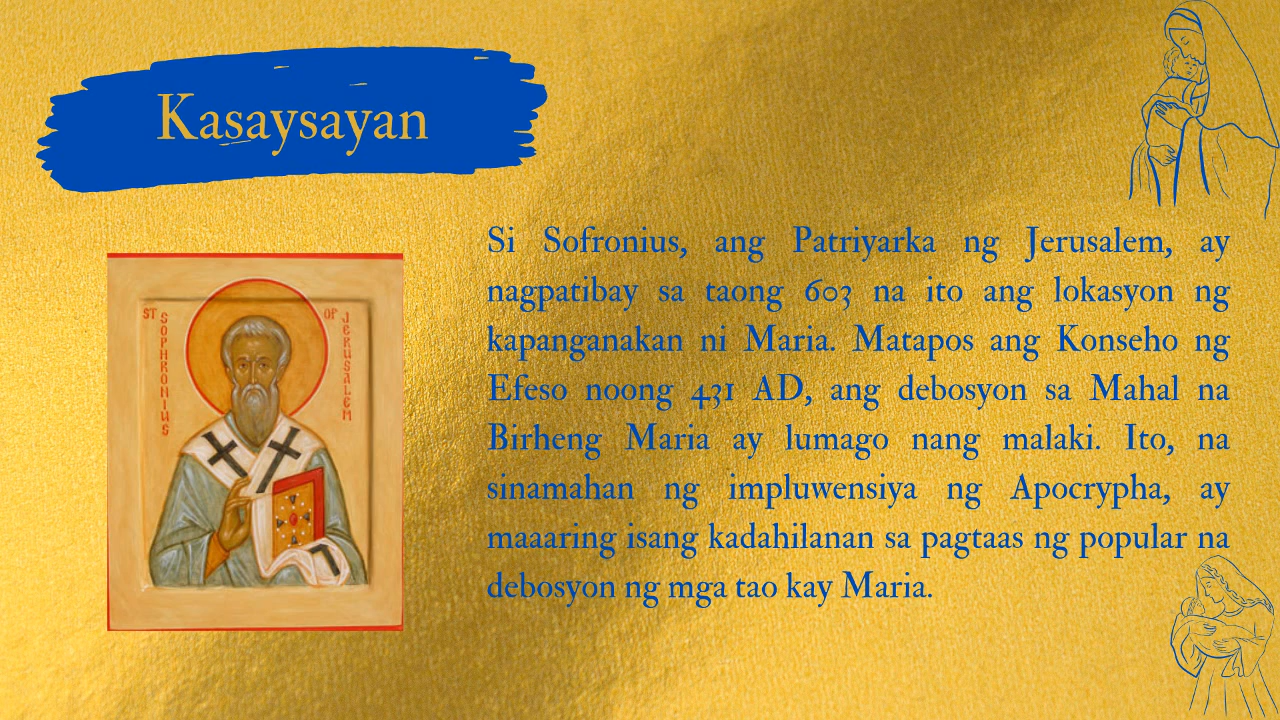 Kasaysayan
ST SOPHRONIUS
OF JERUSALEM
Si Sofronius, ang Patriyarka ng Jerusalem, ay
nagpatibay sa taong 603 na ito ang lokasyon ng
kapanganakan ni Maria. Matapos ang Konseho ng
Efeso noong 431 AD, ang debosyon sa Mahal na
Birheng Maria ay lumago nang malaki. Ito, na
sinamahan ng impluwensiya ng Apocrypha, ay
maaaring isang kadahilanan sa pagtaas ng popular na
debosyon ng mga tao kay Maria.